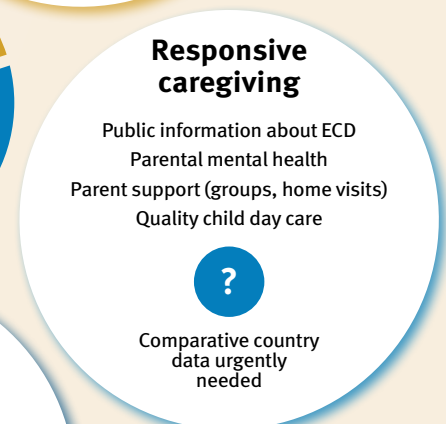 Responsive
caregiving
Public information about ECD
Parental mental health
Parent support (groups, home visits)
Quality child day care
?
Comparative country
data urgently
needed